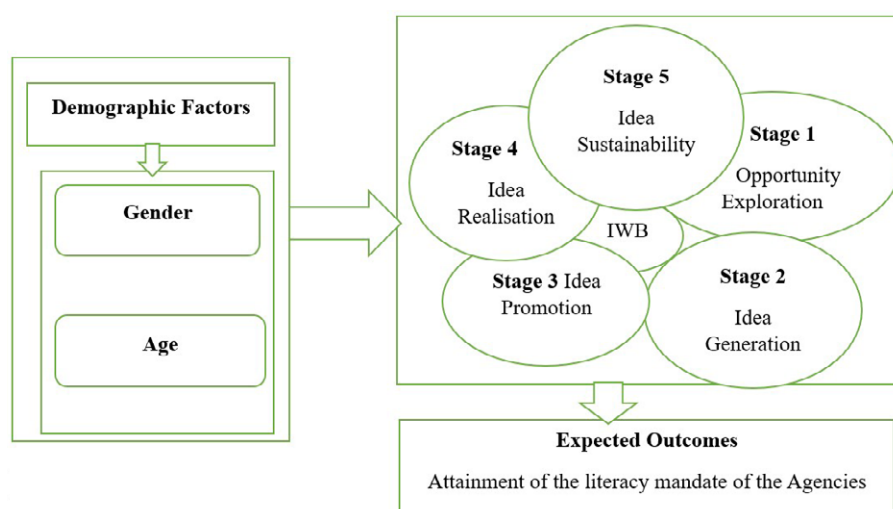 Demographic Factors
Gender
Age
Stage 5
Idea
Sustainability
Stage 4
Idea
Realisation
Stage 1
Opportunity
Exploration
IWB
Stage 3 Idea
Promotion
Stage 2
Idea
Generation
Expected Outcomes
Attainment of the literacy mandate of the Agencies